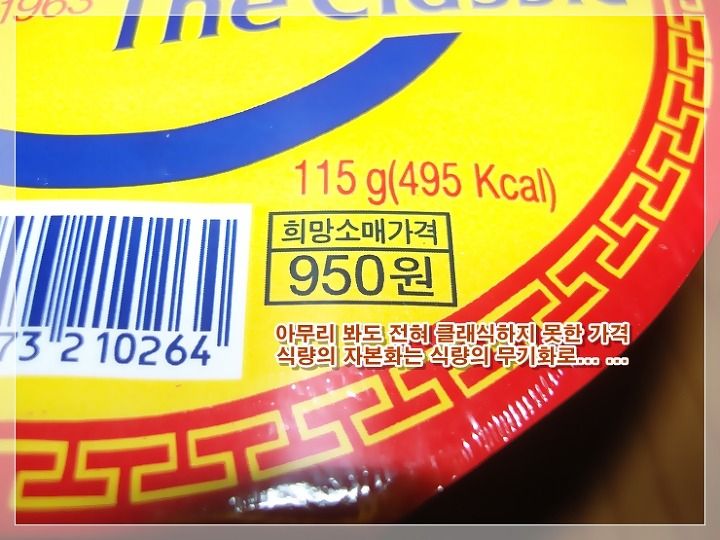 1963
The Classic
115 g(495 Kcal)
희망소매가격
950원
73 210264
아무리 봐도 전혀 클래식하지 못한 가격
식량의 자본화는 식량의 무기화로... ...